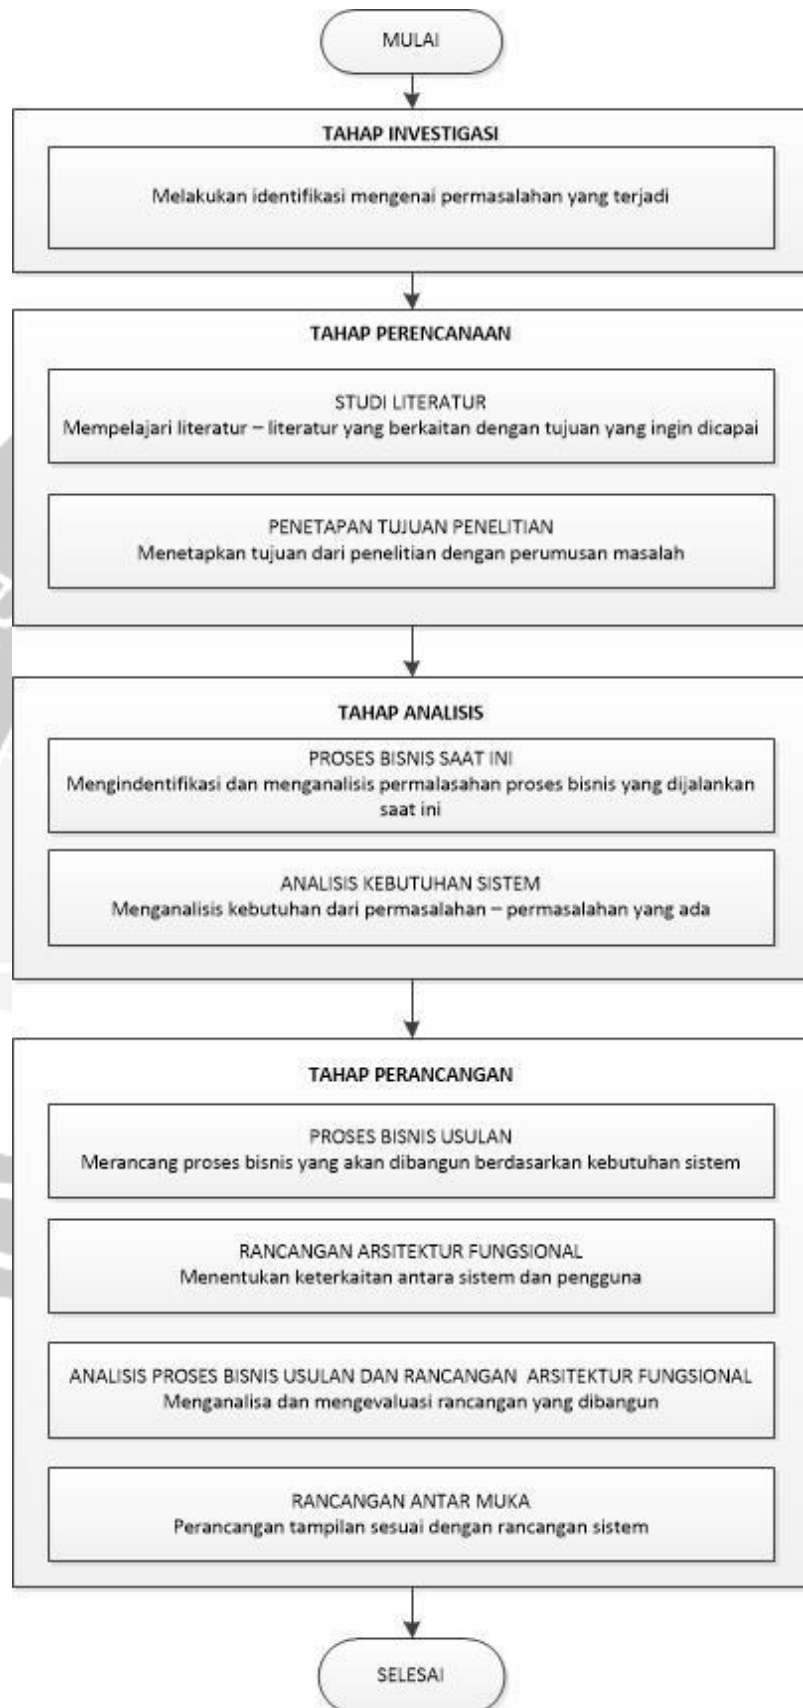 MULAI
TAHAP INVESTIGASI
Melakukan identifikasi mengenai permasalahan yang terjadi
TAHAP PERENCANAAN
STUDI LITERATUR
Mempelajari literatur – literatur yang berkaitan dengan tujuan yang ingin dicapai
PENETAPAN TUJUAN PENELITIAN
Menetapkan tujuan dari penelitian dengan perumusan masalah
TAHAP ANALISIS
PROSES BISNIS SAAT INI
Mengindentifikasi dan menganalisis permalasahan proses bisnis yang dijalankan
saat ini
ANALISIS KEBUTUHAN SISTEM
Menganalisis kebutuhan dari permasalahan – permasalahan yang ada
TAHAP PERANCANGAN
PROSES BISNIS USULAN
Merancang proses bisnis yang akan dibangun berdasarkan kebutuhan sistem
RANCANGAN ARSITEKTUR FUNGSIONAL
Menentukan keterkaitan antara sistem dan pengguna
ANALISIS PROSES BISNIS USULAN DAN RANCANGAN ARSITEKTUR FUNGSIONAL
Menganalisa dan mengevaluasi rancangan yang dibangun
RANCANGAN ANTAR MUKA
Perancangan tampilan sesuai dengan rancangan sistem
SELESAI